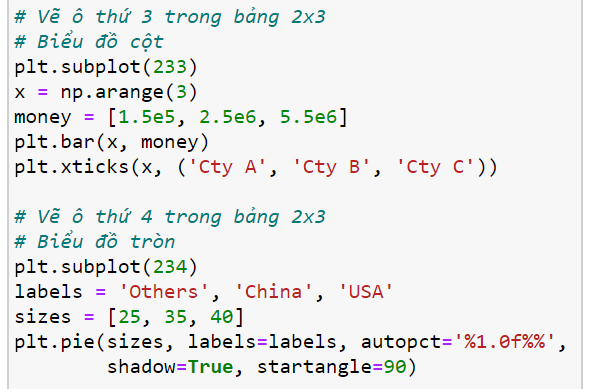 # Vẽ ô thứ 3 trong bảng 2x3
# Biểu đồ cột
plt.subplot(233)
x = np.arange(3)
money = [1.5e5, 2.5e6, 5.5e6]
plt.bar(x, money)
plt.xticks(x, ('Cty A', 'Cty B', 'Cty C'))

# Vẽ ô thứ 4 trong bảng 2x3
# Biểu đồ tròn
plt.subplot(234)
labels = 'Others', 'China', 'USA'
sizes = [25, 35, 40]
plt.pie(sizes, labels=labels, autopct='%1.0f%%',
        shadow=True, startangle=90)